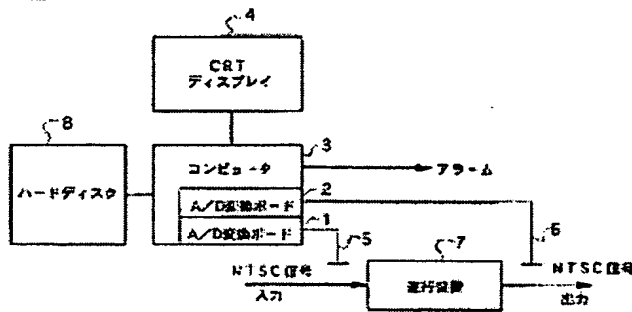 4
CRT
ディスプレイ
8
3
ハードディスク
コンピュータ
アラーム
2
A/D変換ボード
1
A/D変換ボード
5
7
6
NTSC信号
入力
NTSC信号
出力